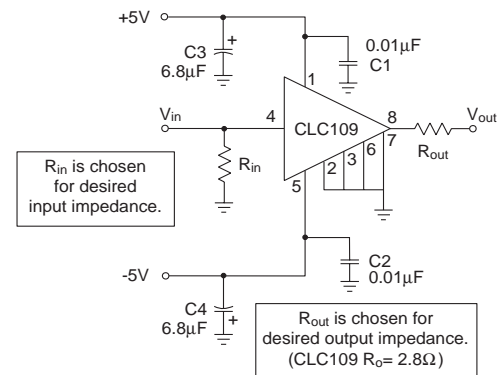 +5V
+
C3
6.8µF
0.01µF
C1
1
Vin
4
CLC109
8
Vout
Rout
Rin
Rin is chosen
for desired
input impedance.
5
2
3
6
7
-5V
C2
0.01µF
C4
6.8µF
+
Rout is chosen for
desired output impedance.
(CLC109 Ro= 2.8Ω)